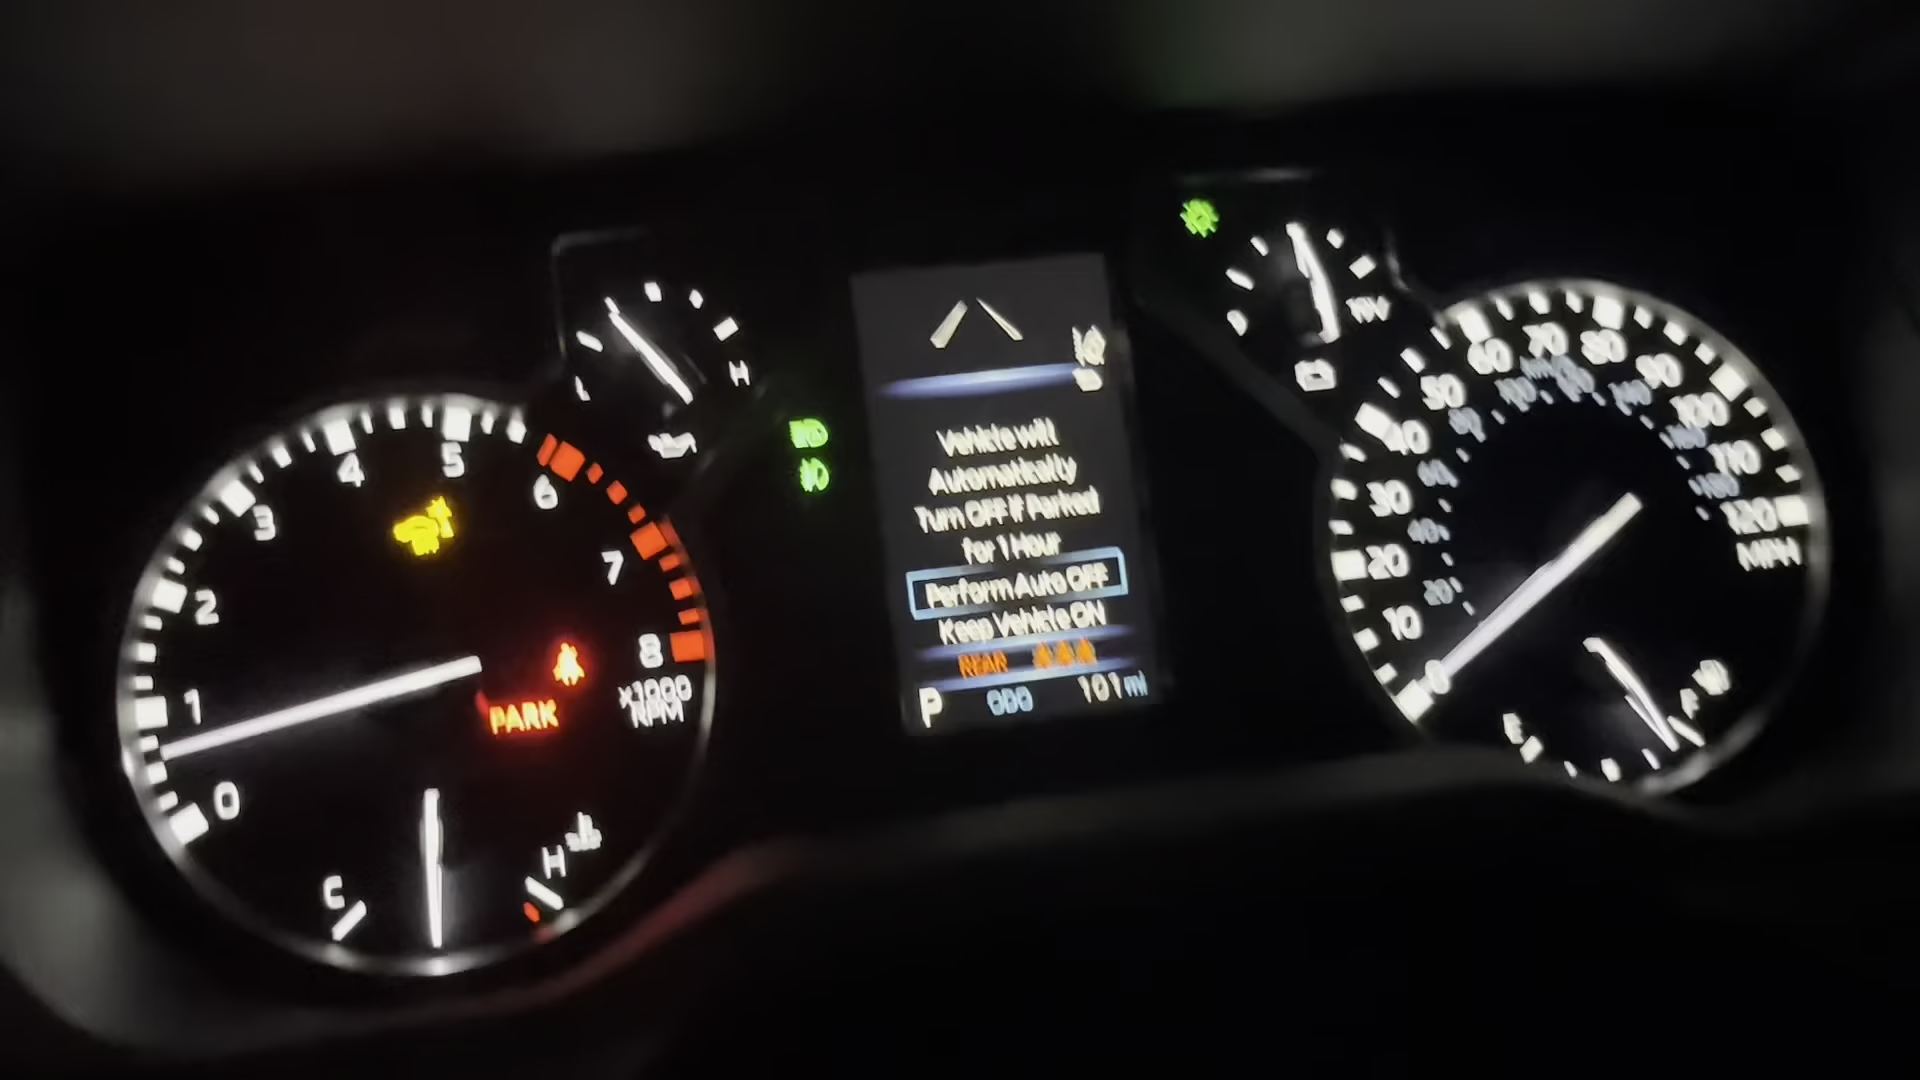 4
5
6
3
7
2
8
1
x1000
RPM
PARK
0
C
H
L
H
Vehicle will
Automatically
Turn OFF if Parked
for 1 Hour
Perform Auto OFF
Keep Vehicle ON
REAR
P
ODO
101 mi
60
70
80
50
90
40
100
30
110
20
120
MPH
10
0
E
F